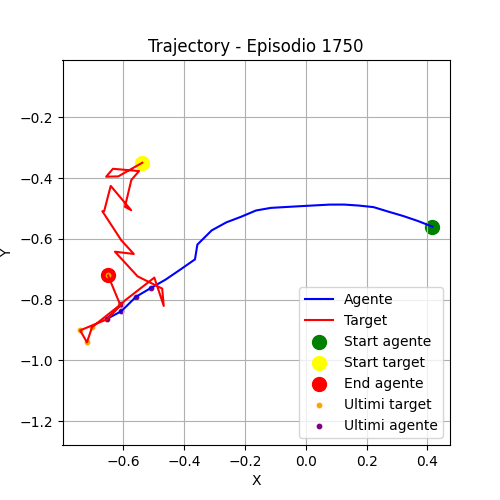 Trajectory - Episodio 1750
Y
−0.2
−0.4
−0.6
−0.8
−1.0
−1.2
Agente
Target
Start agente
Start target
End agente
Ultimi target
Ultimi agente
−0.6 −0.4 −0.2 0.0 0.2 0.4
X